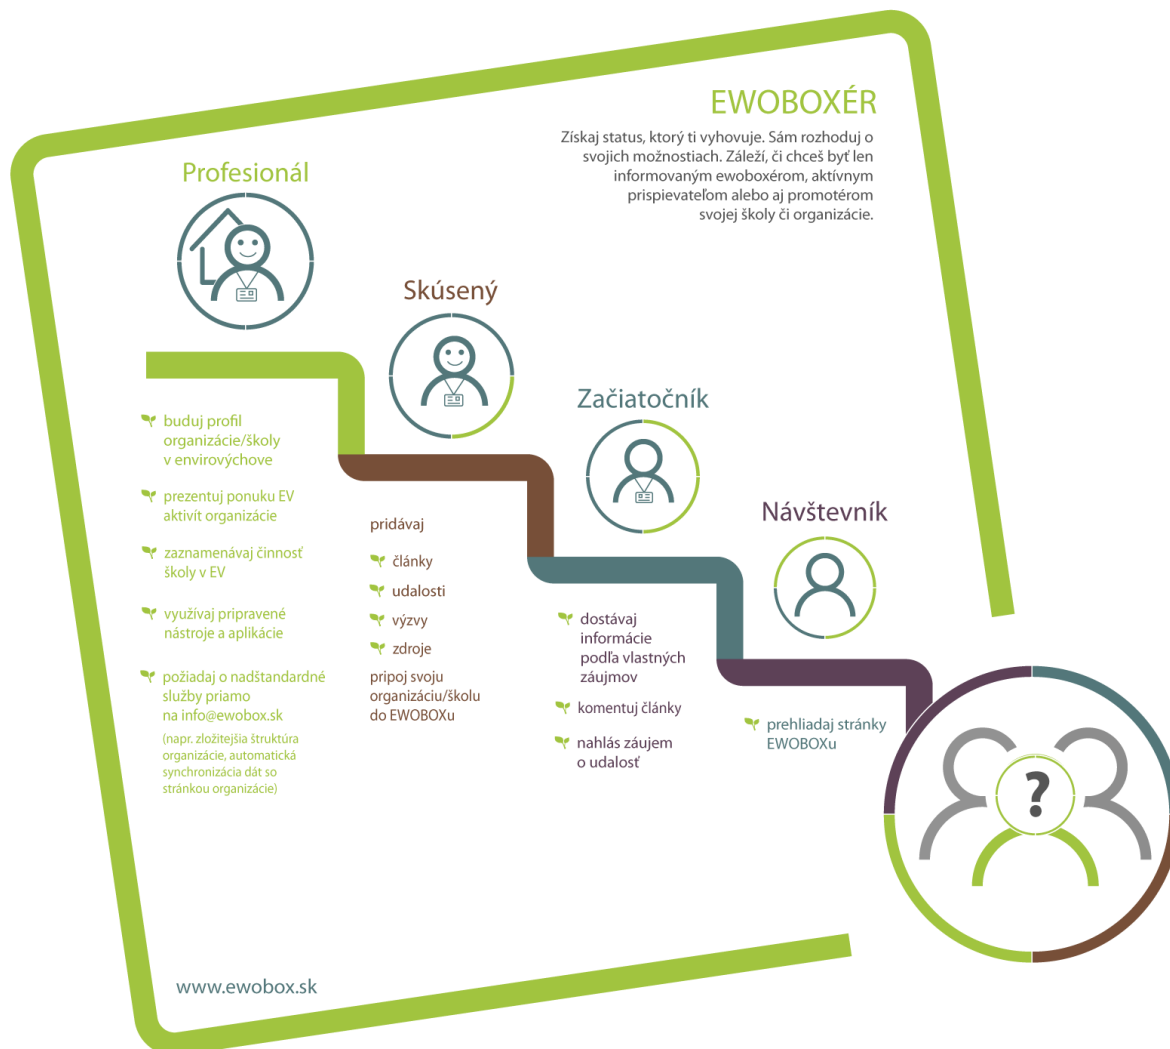 EWOBOXÉR
Získaj status, ktorý ti vyhovuje. Sám rozhoduj o
svojich možnostiach. Záleží, či chceš byť len
informovaným ewoboxérom, aktívnym
prispievateľom alebo aj promotérom
svojej školy či organizácie.
Profesionál
buduj profil
organizácie/školy
v envirovýchove
prezentuj ponuku EV
aktivít organizácie
zaznamenávaj činnosť
školy v EV
využívaj pripravené
nástroje a aplikácie
požiadaj o nadštandardné
služby priamo
na info@ewobox.sk
(napr. zložitejšia štruktúra
organizácie, automatická
synchronizácia dát so
stránkou organizácie)
Skúsený
pridávaj
články
udalosti
výzvy
zdroje
pripoj svoju
organizáciu/školu
do EWOBOXu
Začiatočník
dostávaj
informácie
podľa vlastných
záujmov
komentuj články
nahlás záujem
o udalosť
Návštevník
prehliadaj stránky
EWOBOXu
?
www.ewobox.sk